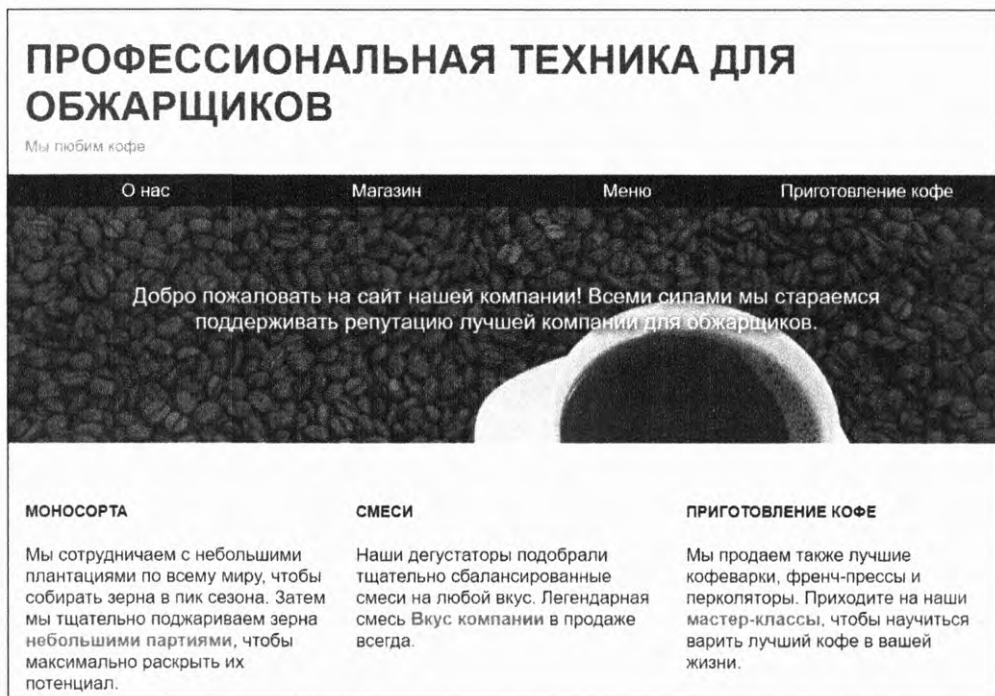 ПРОФЕССИОНАЛЬНАЯ ТЕХНИКА ДЛЯ
ОБЖАРЩИКОВ
Мы любим кофе
О нас Магазин Меню Приготовление кофе
Добро пожаловать на сайт нашей компании! Всеми силами мы стараемся
поддерживать репутацию лучшей компании для обжарщиков.
МОНОСОРТА
Мы сотрудничаем с небольшими
плантациями по всему миру, чтобы
собирать зерна в пик сезона. Затем
мы тщательно поджариваем зерна
небольшими партиями, чтобы
максимально раскрыть их
потенциал.
СМЕСИ
Наши дегустаторы подобрали
тщательно сбалансированные
смеси на любой вкус. Легендарная
смесь Вкус компании в продаже
всегда.
ПРИГОТОВЛЕНИЕ КОФЕ
Мы продаем также лучшие
кофеварки, френч-прессы и
перколяторы. Приходите на наши
мастер-классы, чтобы научиться
варить лучший кофе в вашей
жизни.